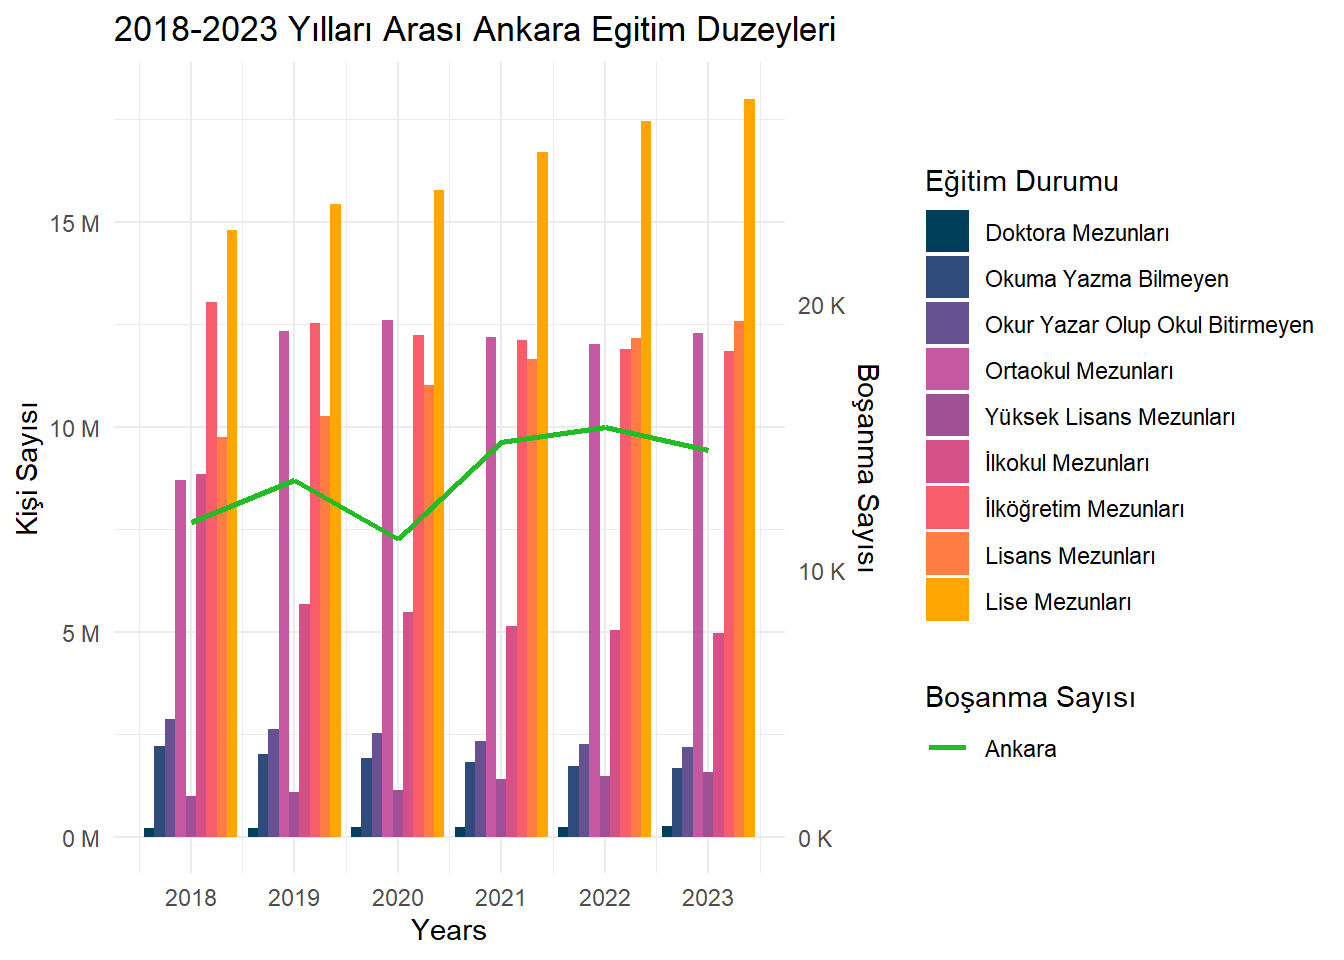 2018-2023 Yılları Arası Ankara Egitim Duzeyleri
Kişi Sayısı
15 M
10 M
5 M
0 M
20 K
10 K
0 K
Boşanma Sayısı
2018
2019
2020
2021
2022
2023
Years
Eğitim Durumu
Doktora Mezunları
Okuma Yazma Bilmeyen
Okur Yazar Olup Okul Bitirmeyen
Ortaokul Mezunları
Yüksek Lisans Mezunları
İlkokul Mezunları
İlköğretim Mezunları
Lisans Mezunları
Lise Mezunları
Boşanma Sayısı
Ankara